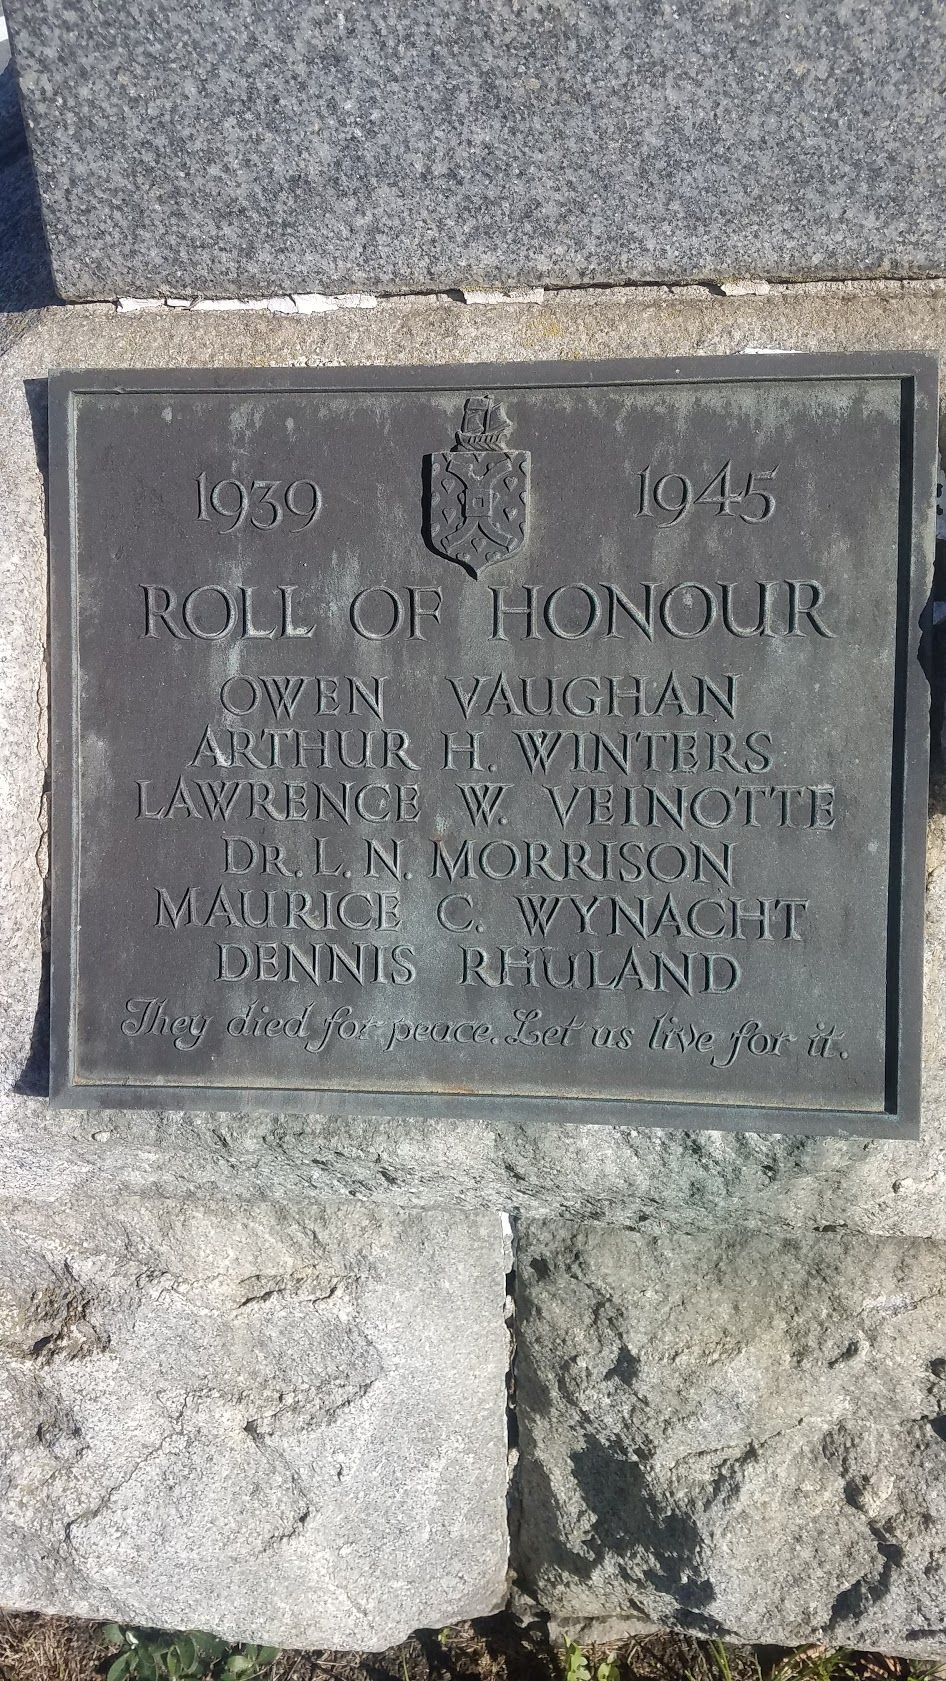 1939 1945
ROLL OF HONOUR
OWEN VAUGHAN
ARTHUR H. WINTERS
LAWRENCE W. VEINOTTE
DR. L. N. MORRISON
MAURICE C. WYNACHT
DENNIS RHULAND
They died for peace. Let us live for it.